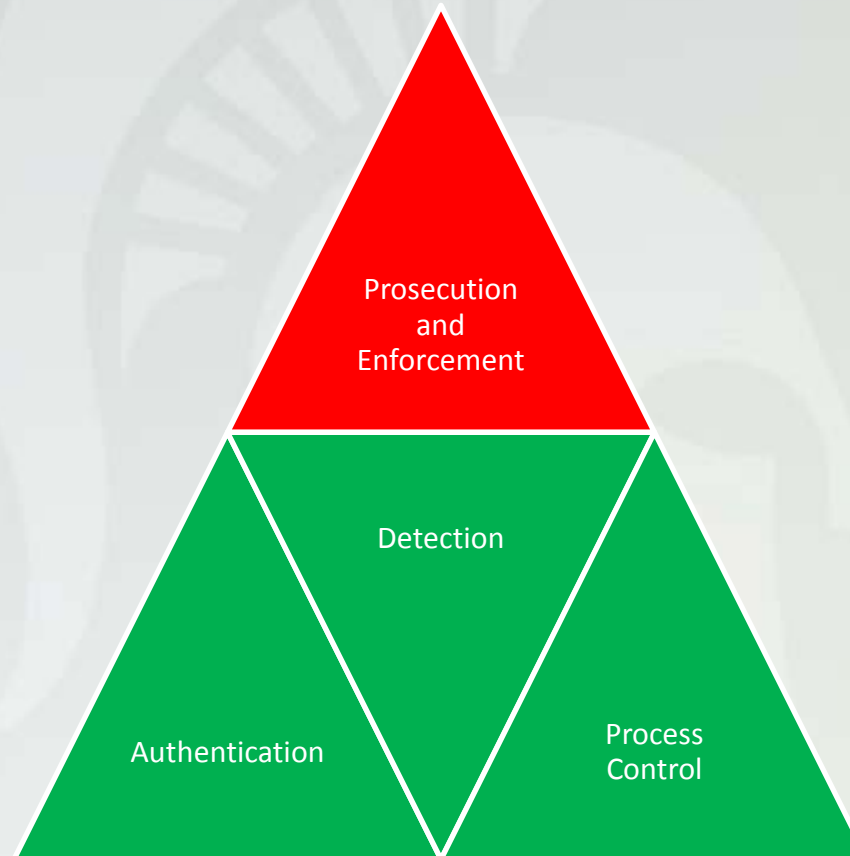 Prosecution
and
Enforcement
Detection
Authentication
Process
Control